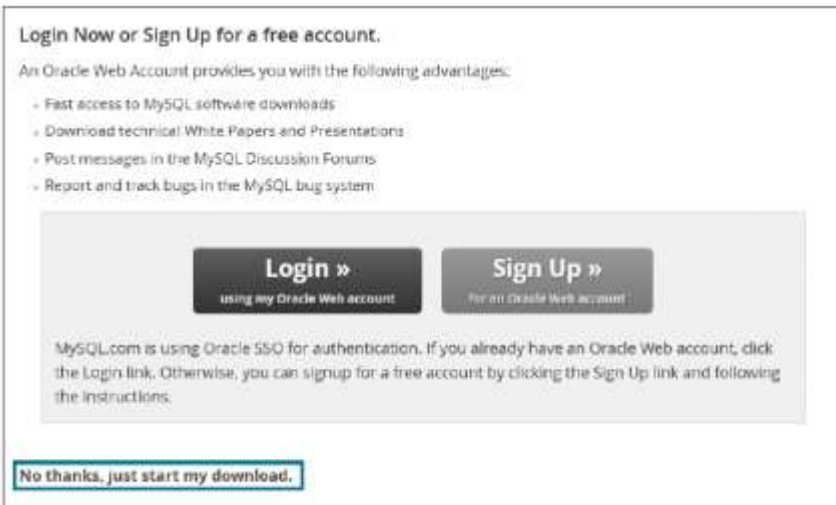 Login Now or Sign Up for a free account.
An Oracle Web Account provides you with the following advantages:
Fast access to MySQL software downloads
Download technical White Papers and Presentations
Post messages in the MySQL Discussion Forums
Report and track bugs in the MySQL bug system
Login » Sign Up »
using my Oracle Web account for an Oracle Web account
MySQL.com is using Oracle SSO for authentication. If you already have an Oracle Web account, click
the Login link. Otherwise, you can signup for a free account by clicking the Sign Up link and following
the instructions.
No thanks, just start my download.